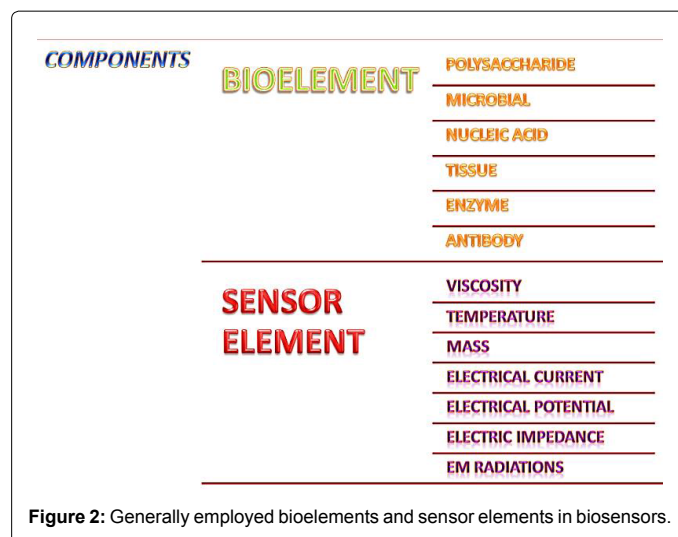 COMPONENTS
BIOELEMENT
POLYSACCHARIDE
MICROBIAL
NUCLEIC ACID
TISSUE
ENZYME
ANTIBODY
SENSOR
ELEMENT
VISCOSITY
TEMPERATURE
MASS
ELECTRICAL CURRENT
ELECTRICAL POTENTIAL
ELECTRIC IMPEDANCE
EM RADIATIONS
Figure 2: Generally employed bioelements and sensor elements in biosensors.